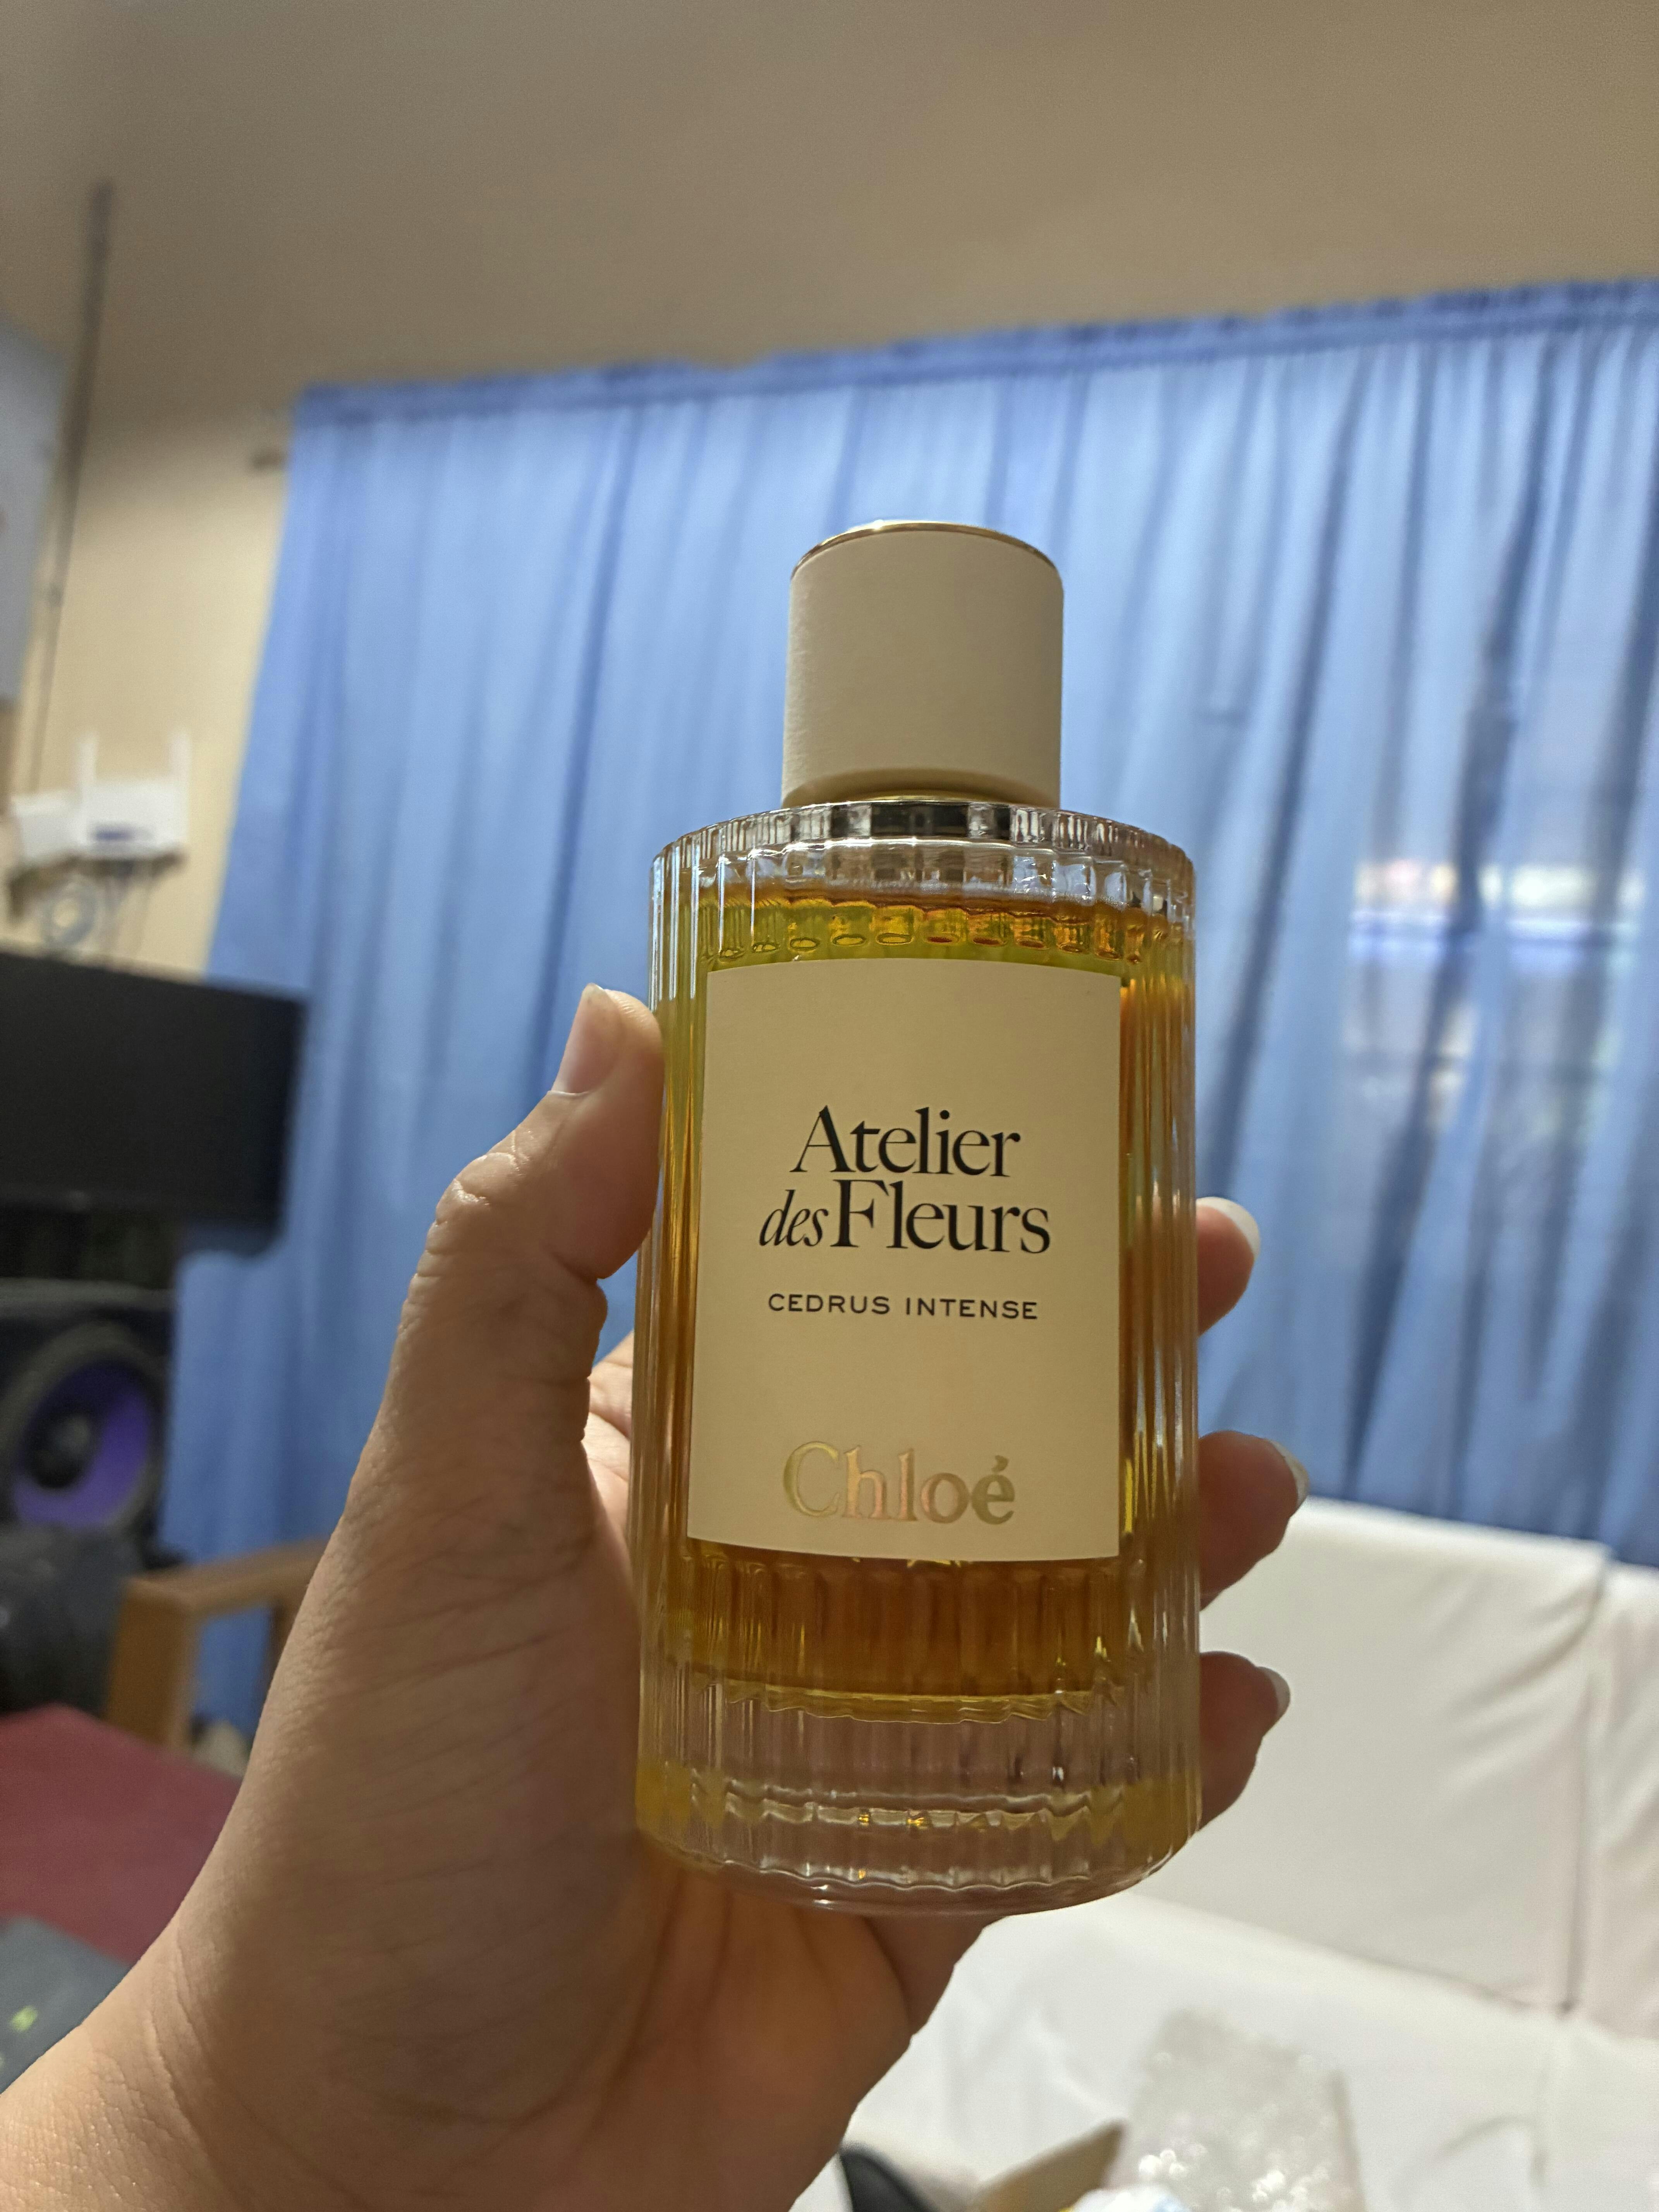 Atelier
des Fleurs
CEDRUS INTENSE
Chloé